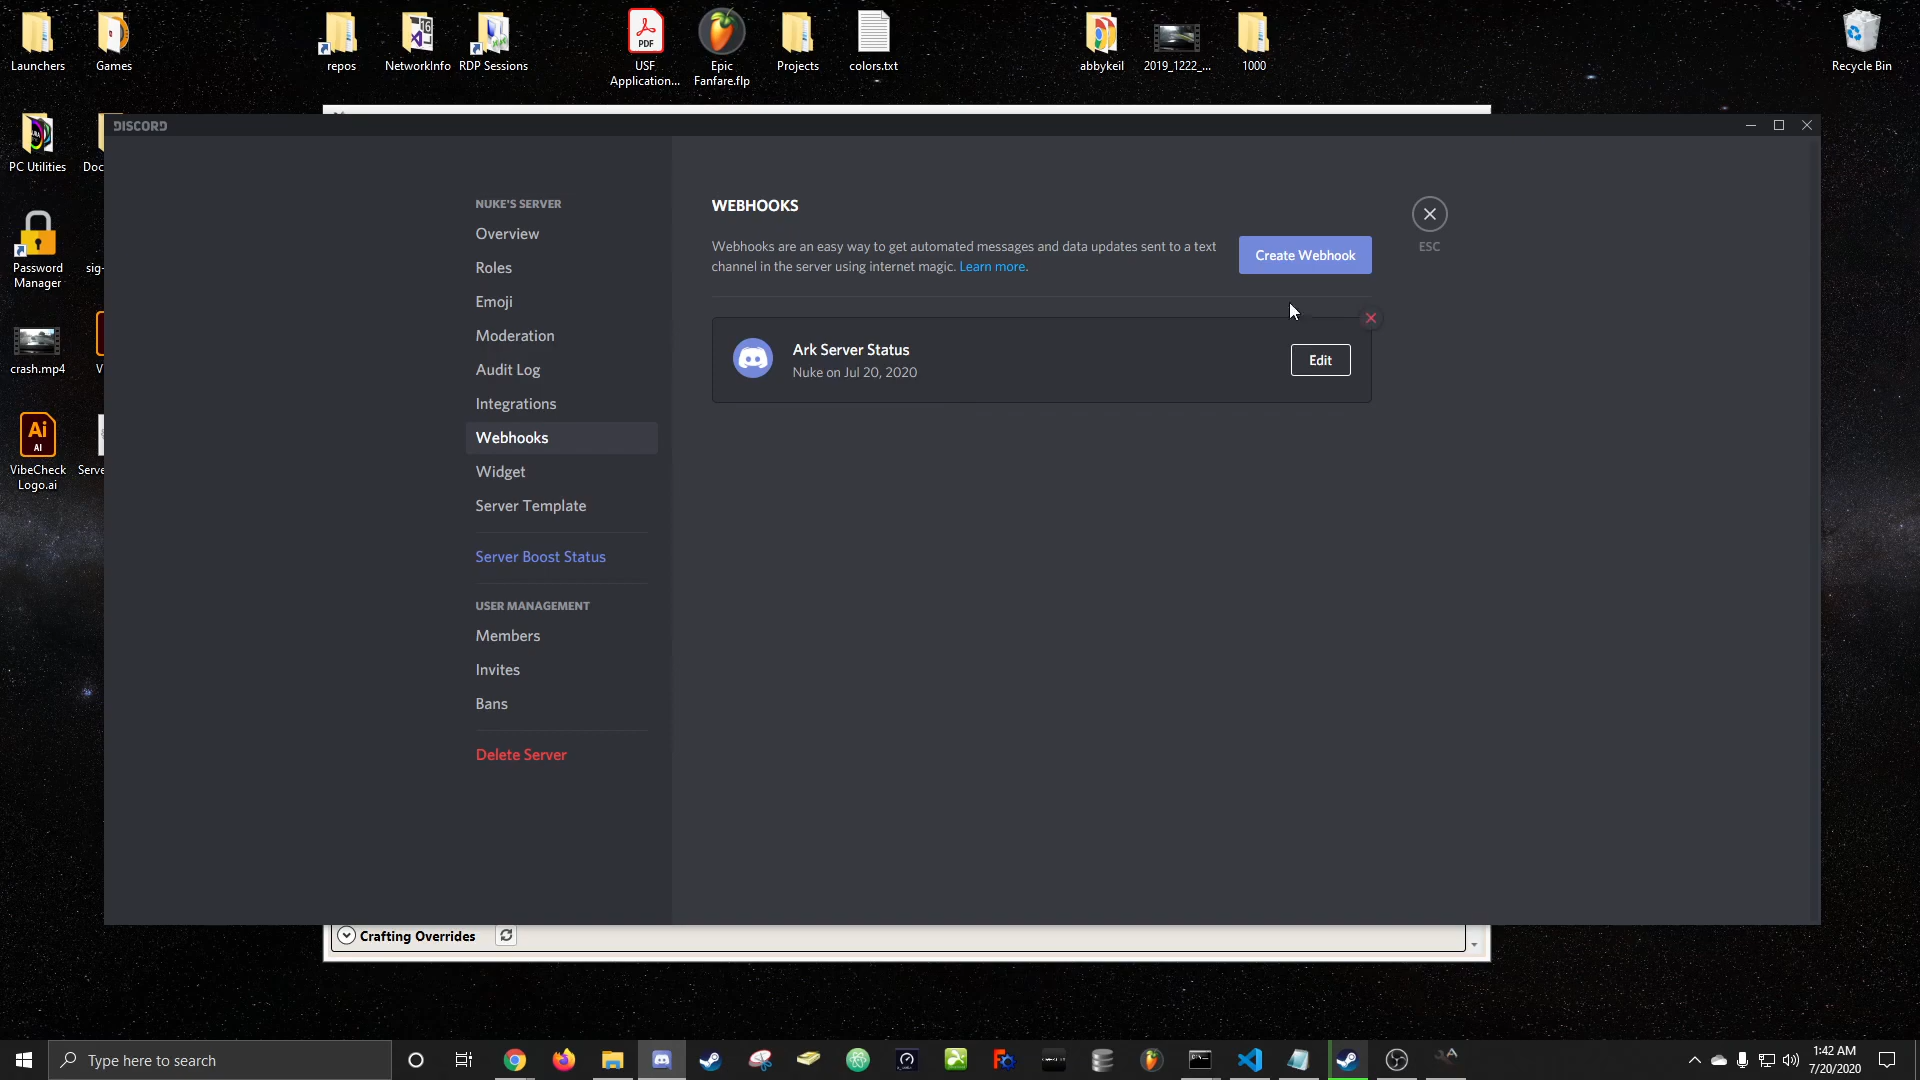 Launchers
Games
repos
NetworkInfo
RDP Sessions
PDF
USF
Application...
Epic
Fanfare.flp
Projects
colors.txt
abbykeil
2019_1222_...
1000
Recycle Bin
PC Utilities
Doc
Password
Manager
sig-
crash.mp4
V
Ai
AI
VibeCheck
Logo.ai
Serve
DISCORD
NUKE'S SERVER
Overview
Roles
Emoji
Moderation
Audit Log
Integrations
Webhooks
Widget
Server Template
Server Boost Status
USER MANAGEMENT
Members
Invites
Bans
Delete Server
WEBHOOKS
Webhooks are an easy way to get automated messages and data updates sent to a text
channel in the server using internet magic. Learn more.
Create Webhook
ESC
Ark Server Status
Nuke on Jul 20, 2020
Edit
Crafting Overrides
Type here to search
1:42 AM
7/20/2020